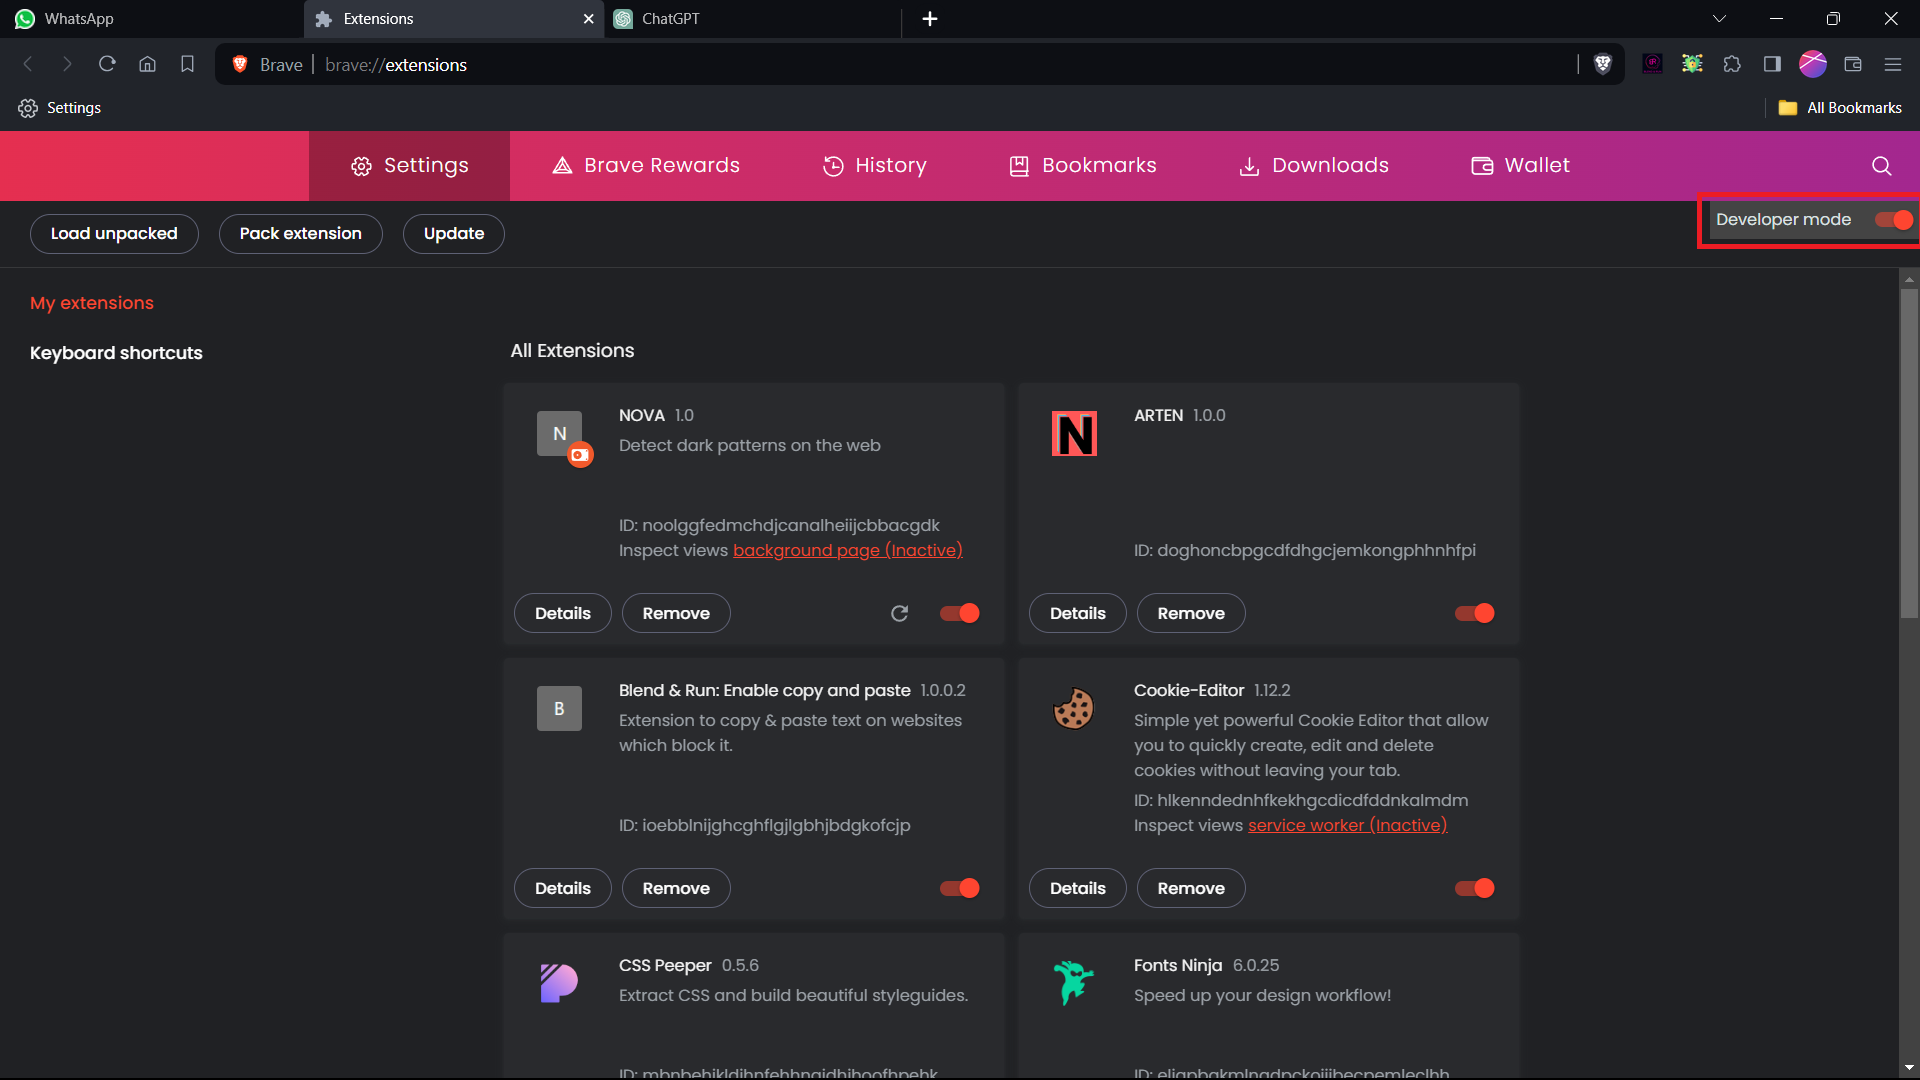 WhatsApp
Extensions
ChatGPT
Brave
brave://extensions
Settings
All Bookmarks
Settings
Brave Rewards
History
Bookmarks
Downloads
Wallet
Load unpacked
Pack extension
Update
Developer mode
My extensions
Keyboard shortcuts
All Extensions
N
NOVA 1.0
Detect dark patterns on the web
ID: noolggfedmchdjcanalheiijcbbacgdk
Inspect views background page (Inactive)
Details
Remove
N
ARTEN 1.0.0
ID: doghoncbpgcdfdhgcjemkongphhnhfpi
Details
Remove
B
Blend & Run: Enable copy and paste 1.0.0.2
Extension to copy & paste text on websites
which block it.
ID: ioebblnijghcghflgjlgbhjbdgkofcjp
Details
Remove
Cookie-Editor 1.12.2
Simple yet powerful Cookie Editor that allow
you to quickly create, edit and delete
cookies without leaving your tab.
ID: hlkenndednhfkekhgcdicdfddnkalmdm
Inspect views service worker (Inactive)
Details
Remove
CSS Peeper 0.5.6
Extract CSS and build beautiful styleguides.
ID: mbnbehikldjhnfehhnaidhjhoofhpehk
Fonts Ninja 6.0.25
Speed up your design workflow!
ID: